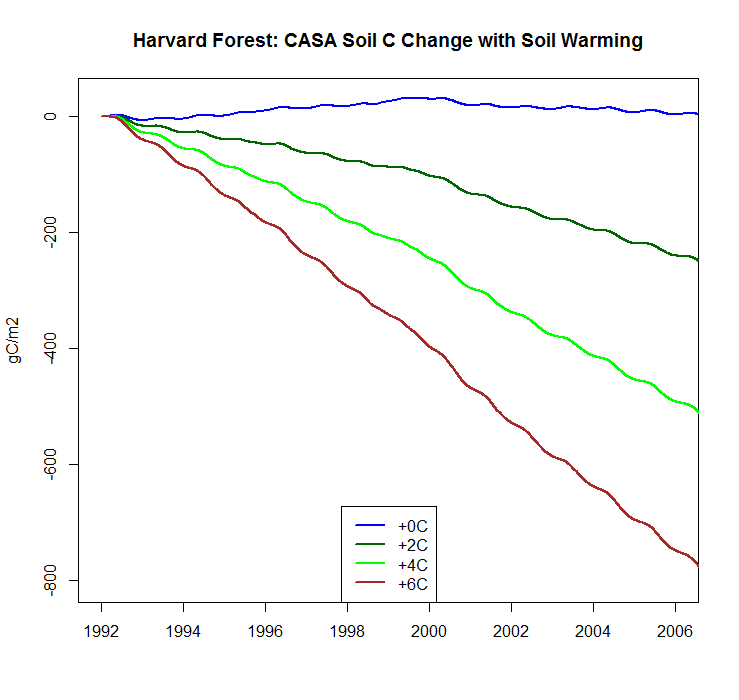 Harvard Forest: CASA Soil C Change with Soil Warming
gC/m2
0
-200
-400
-600
-800
+0C
+2C
+4C
+6C
1992 1994 1996 1998 2000 2002 2004 2006